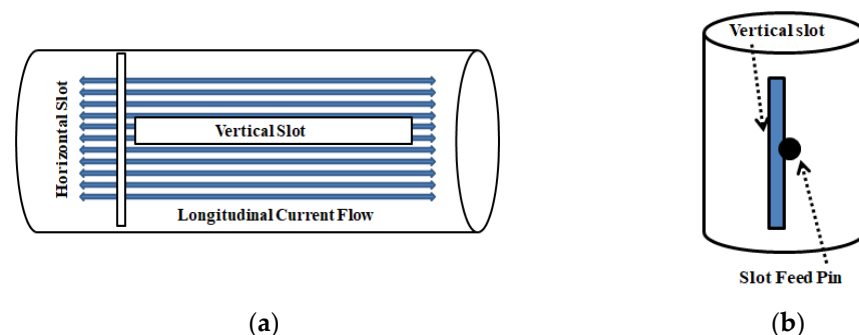 Horizontal Slot
Vertical Slot
Longitudinal Current Flow
(a)
Vertical slot
Slot Feed Pin
(b)